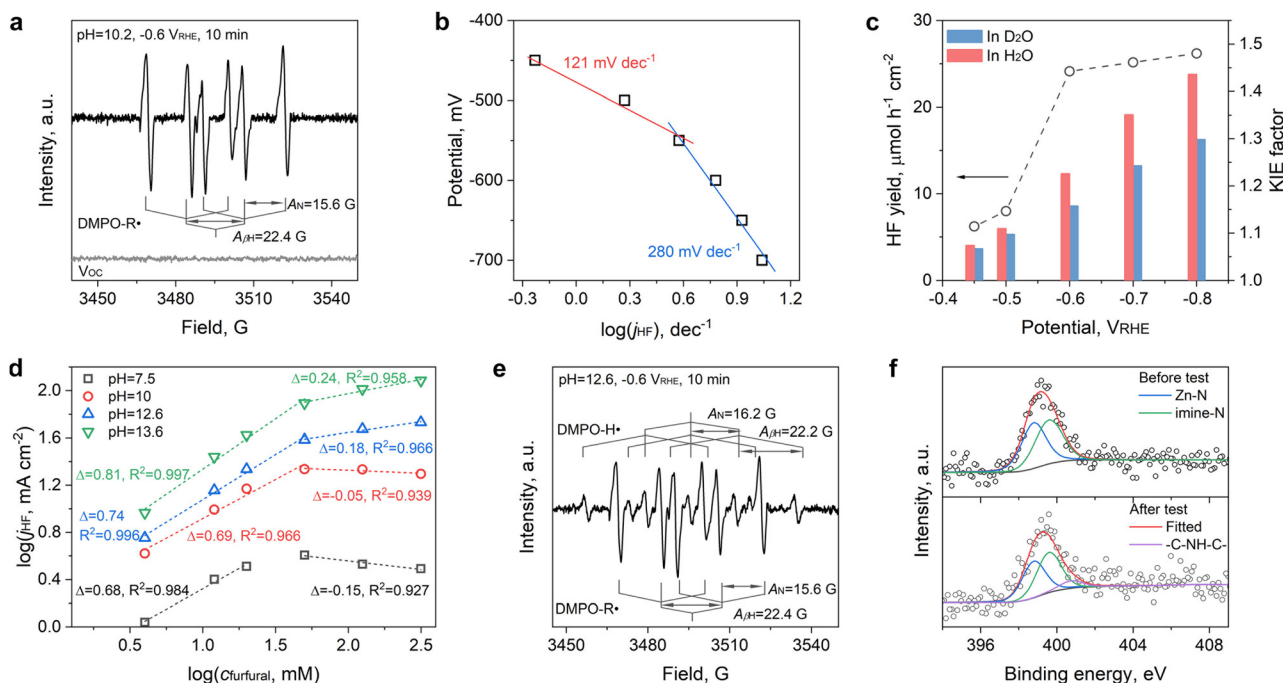 a
pH=10.2, -0.6 VRHE, 10 min
Intensity, a.u.
DMPO-R•
AN=15.6 G
AβH=22.4 G
VOC
3450 3480 3510 3540
Field, G
b
-400
-500
-600
-700
Potential, mV
121 mV dec⁻¹
280 mV dec⁻¹
-0.3 0.0 0.3 0.6 0.9 1.2
log(jHF), dec⁻¹
c
In D₂O
In H₂O
30
20
10
0
HF yield, μmol h⁻¹ cm⁻²
1.5
1.4
1.3
1.2
1.1
1.0
KIE factor
-0.4 -0.5 -0.6 -0.7 -0.8
Potential, VRHE
d
pH=7.5
pH=10
pH=12.6
pH=13.6
Δ=0.24, R²=0.958
Δ=0.18, R²=0.966
Δ=0.81, R²=0.997
Δ=-0.05, R²=0.939
Δ=0.74
R²=0.996
Δ=0.69, R²=0.966
Δ=0.68, R²=0.984
Δ=-0.15, R²=0.927
2.0
1.6
1.2
0.8
0.4
0.0
log(jHF, mA cm⁻²)
0.5 1.0 1.5 2.0 2.5
log(cfurfural, mM)
e
pH=12.6, -0.6 VRHE, 10 min
AN=16.2 G
DMPO-H•
AβH=22.2 G
Intensity, a.u.
AN=15.6 G
DMPO-R•
AβH=22.4 G
3450 3480 3510 3540
Field, G
f
Before test
Zn-N
imine-N
After test
Fitted
-C-NH-C-
Intensity, a.u.
396 400 404 408
Binding energy, eV